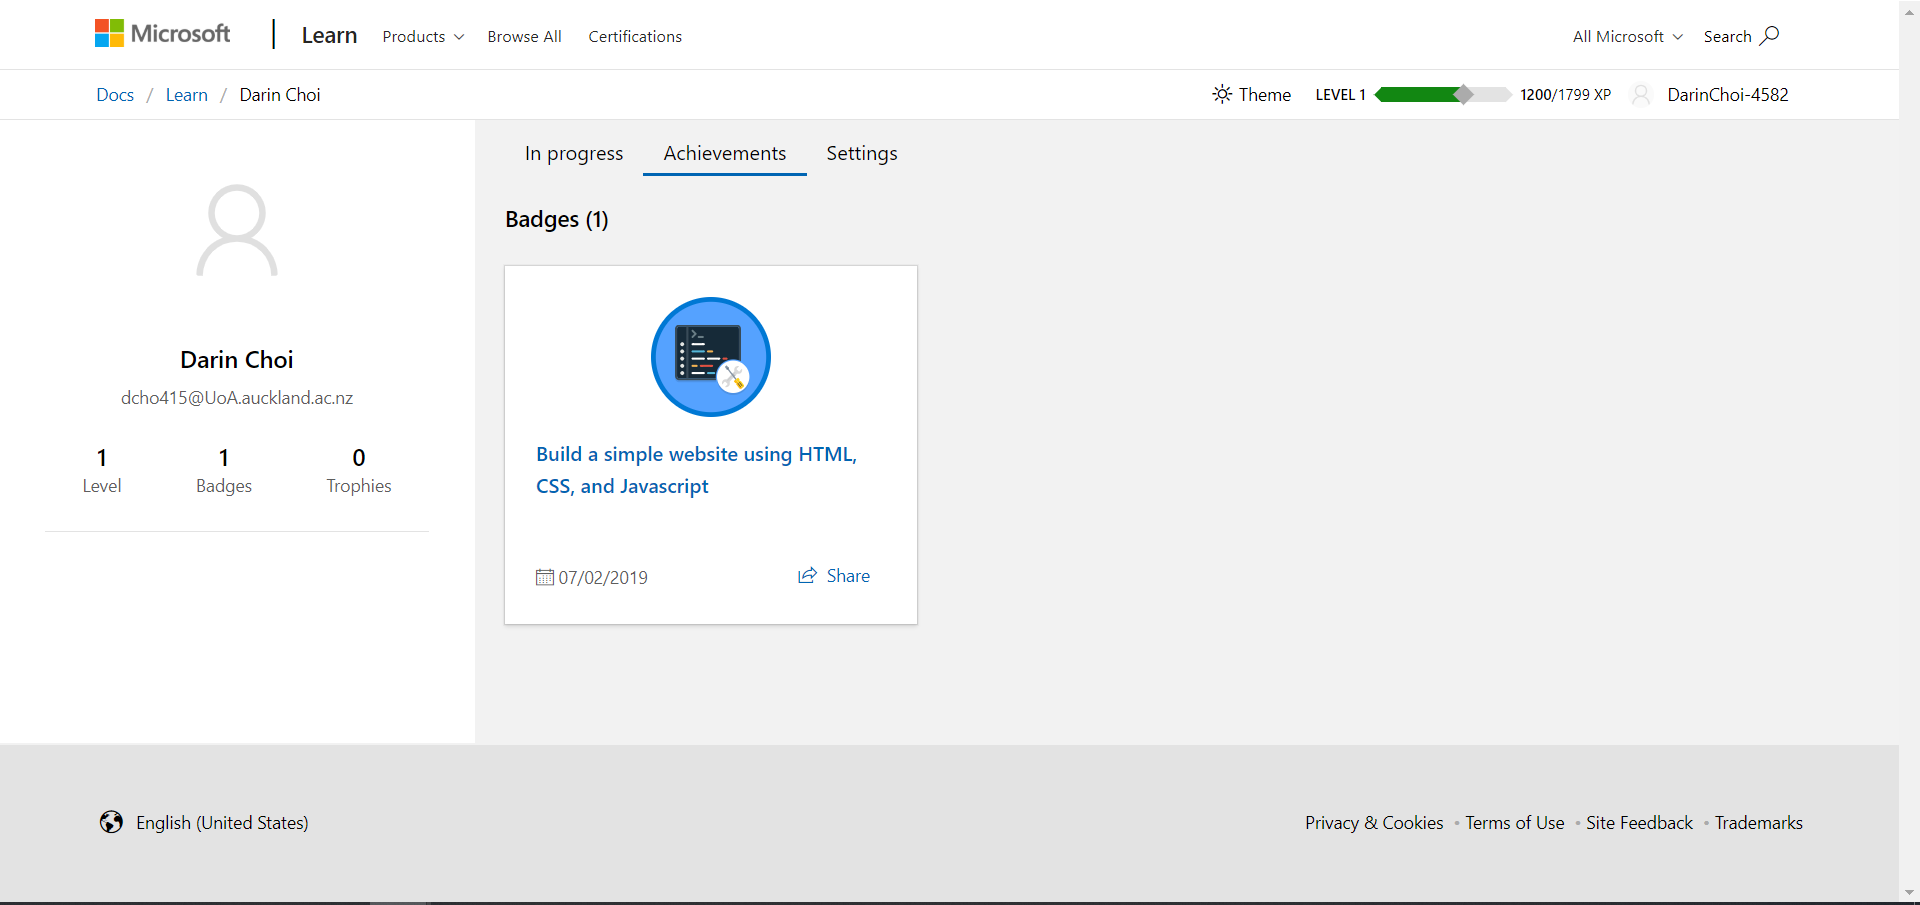 Microsoft | Learn Products Browse All Certifications All Microsoft Search
Docs / Learn / Darin Choi Theme LEVEL 1 1200/1799 XP DarinChoi-4582
In progress Achievements Settings
Badges (1)
Darin Choi
dcho415@UoA.auckland.ac.nz
1 1 0
Level Badges Trophies
Build a simple website using HTML,
CSS, and Javascript
07/02/2019 Share
English (United States) Privacy & Cookies • Terms of Use • Site Feedback • Trademarks